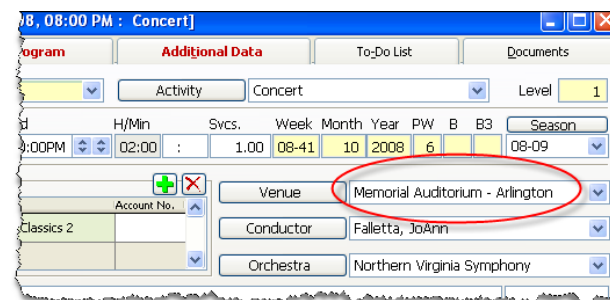 08, 08:00 PM : Concert]
Program Additional Data To-Do List Documents
Activity Concert Level 1
H/Min Svcs. Week Month Year PW B B3 Season
:00PM 02:00 : 1.00 08-41 10 2008 6 08-09
Venue Memorial Auditorium - Arlington
Account No.
Classics 2 Conductor Falletta, JoAnn
Orchestra Northern Virginia Symphony